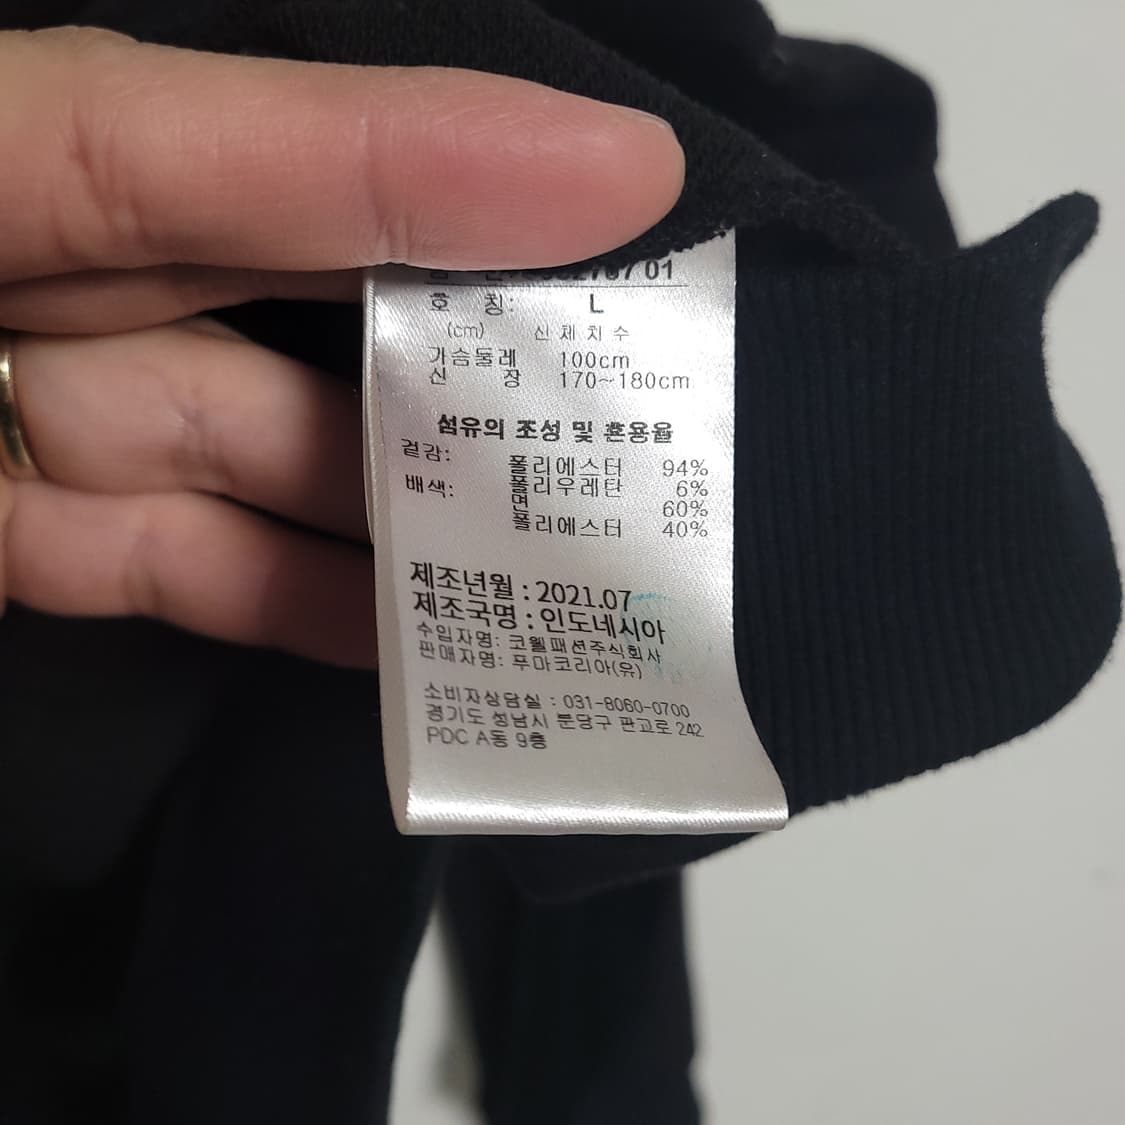 01
호 칭: L
(cm) 신체치수
가슴둘레 100cm
신 장 170~180cm
섬유의 조성 및 혼용율
겉감: 폴리에스터 94%
배색: 폴리우레탄 6%
면 60%
폴리에스터 40%
제조년월 : 2021.07
제조국명 : 인도네시아
수입자명: 코웰패션주식회사
판매자명: 푸마코리아(유)
소비자상담실 : 031-8060-0700
경기도 성남시 분당구 판교로 242
PDC A동 9층